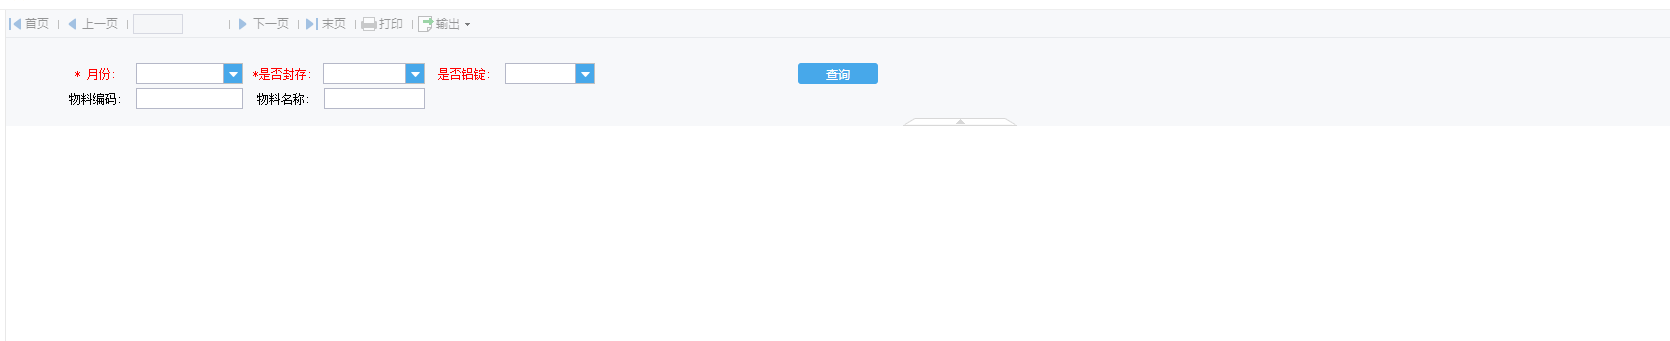 首页 上一页 下一页 末页 打印 输出
* 月份： *是否封存： 是否铝锭： 查询
物料编码： 物料名称：